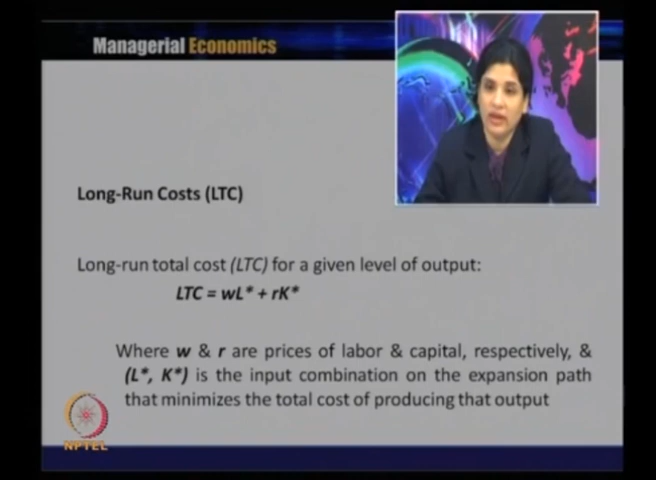 Managerial Economics
Long-Run Costs (LTC)
Long-run total cost (LTC) for a given level of output:
LTC = wL* + rK*
Where w & r are prices of labor & capital, respectively, &
(L*, K*) is the input combination on the expansion path
that minimizes the total cost of producing that output
NPTEL